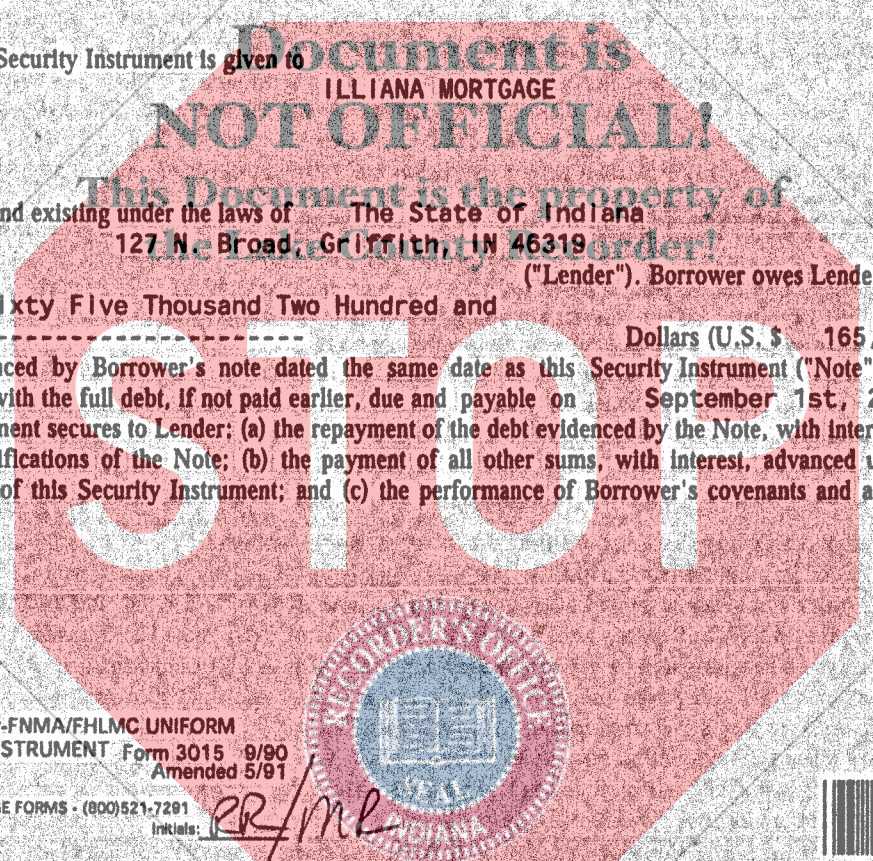 Document is
Security Instrument is given to
ILLIANA MORTGAGE
NOT OFFICIAL!
This Document is the property of
nd existing under the laws of The State of Indiana
127 N. Broad, Griffith, IN 46319
the Lake County Recorder!
("Lender"). Borrower owes Lende
ixty Five Thousand Two Hundred and
---------------------- Dollars (U.S. $ 165,
nced by Borrower's note dated the same date as this Security Instrument ("Note"
with the full debt, if not paid earlier, due and payable on September 1st, 2
ment secures to Lender: (a) the repayment of the debt evidenced by the Note, with inter
ifications of the Note; (b) the payment of all other sums, with interest, advanced u
of this Security Instrument; and (c) the performance of Borrower's covenants and a
STOP
RECORDER'S OFFICE
SEAL
INDIANA
-FNMA/FHLMC UNIFORM
STRUMENT Form 3015 9/90
Amended 5/91
GE FORMS - (800)521-7291
Initials: